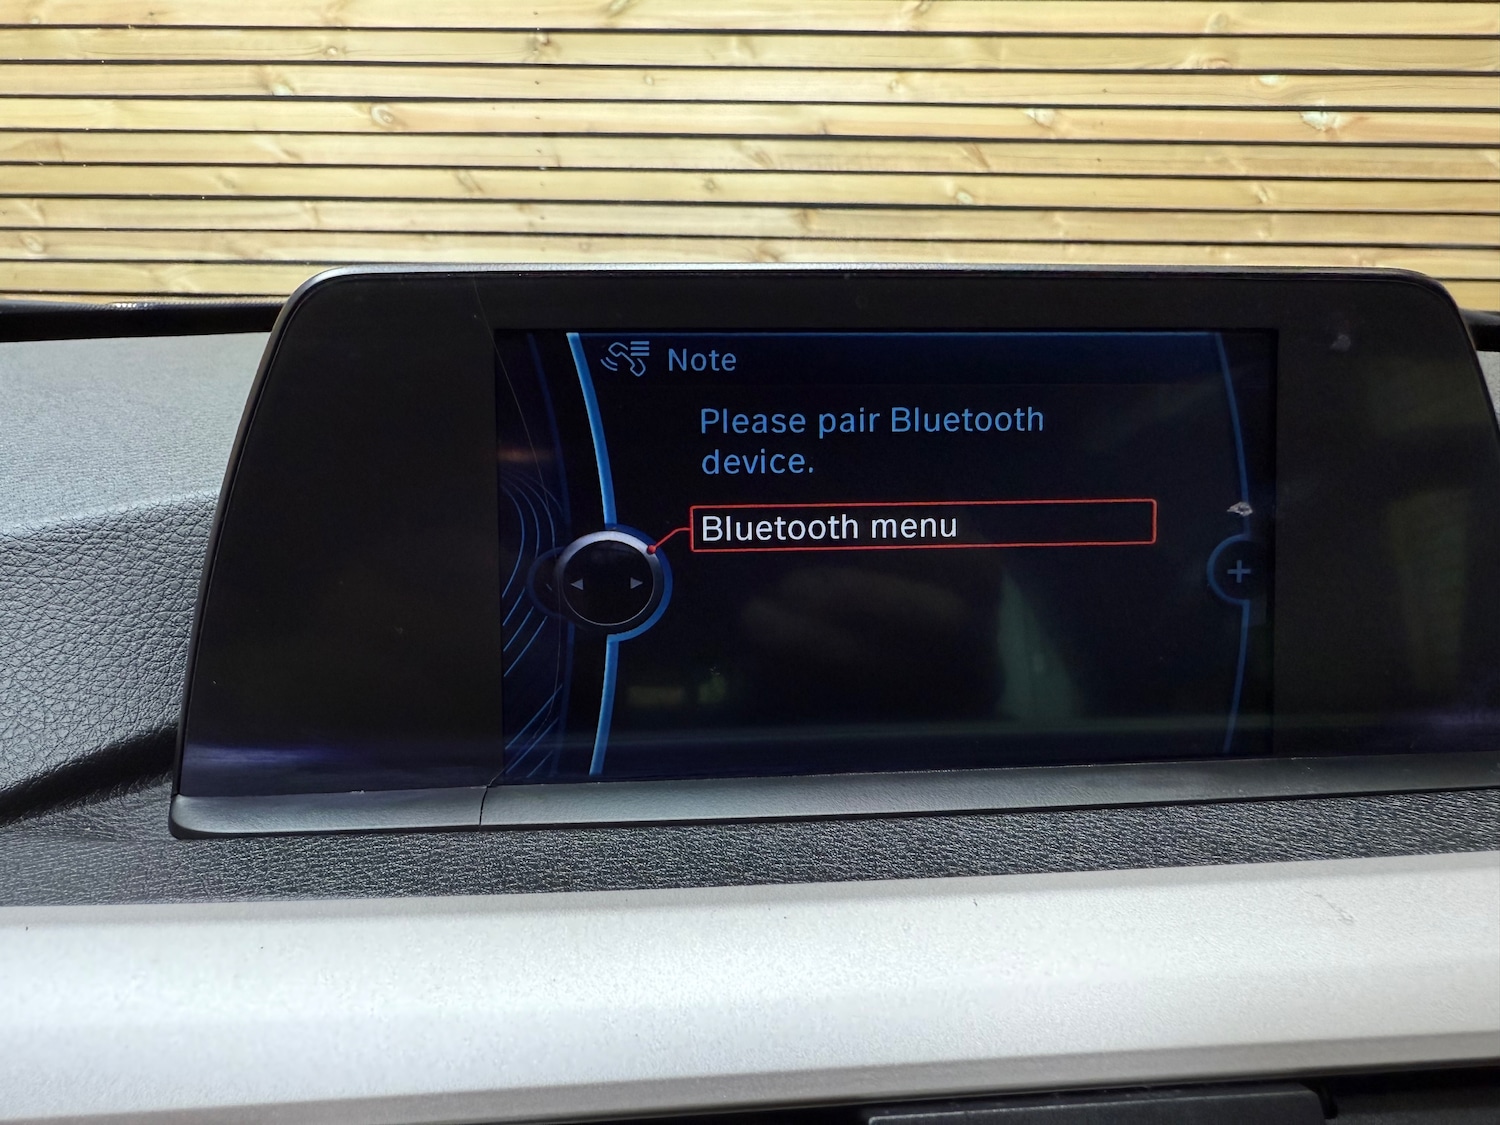 Note
Please pair Bluetooth
device.
Bluetooth menu